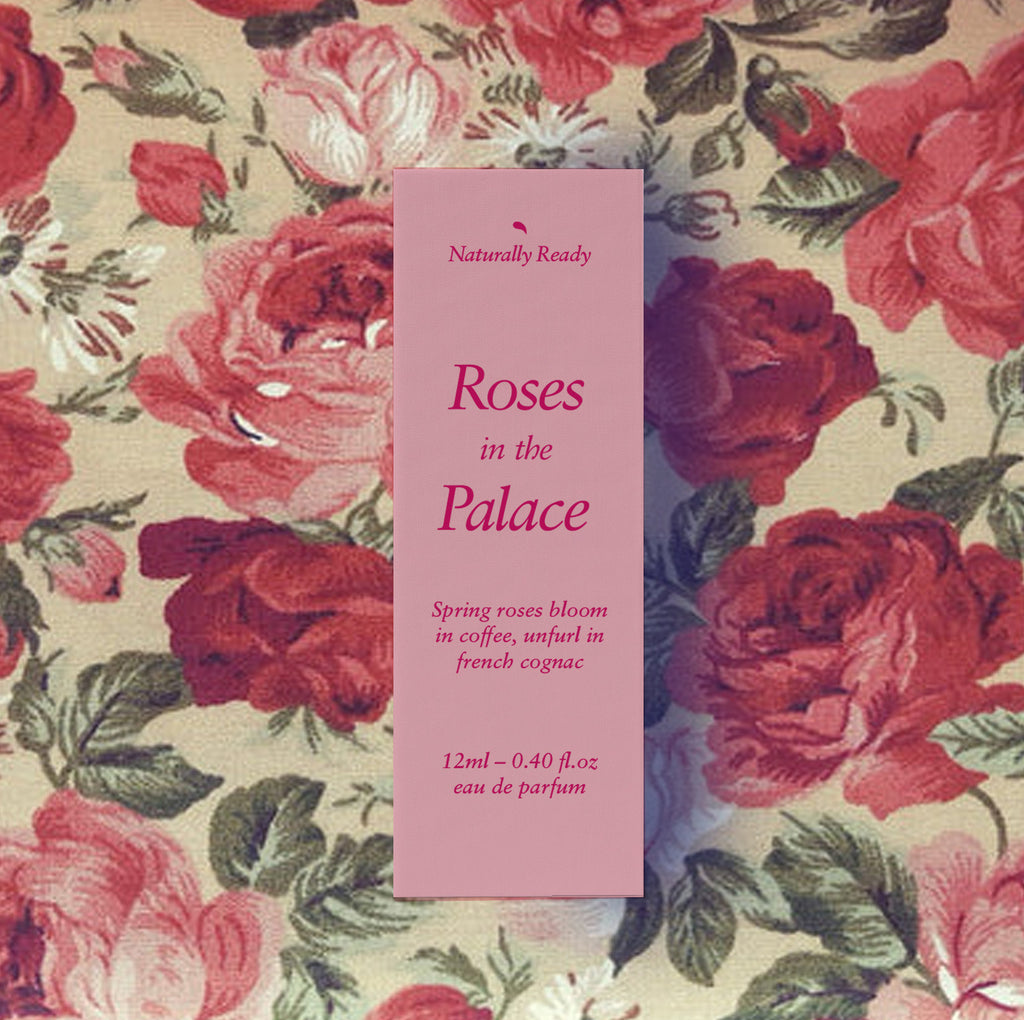 Naturally Ready
Roses
in the
Palace
Spring roses bloom
in coffee, unfurl in
french cognac
12ml – 0.40 fl.oz
eau de parfum